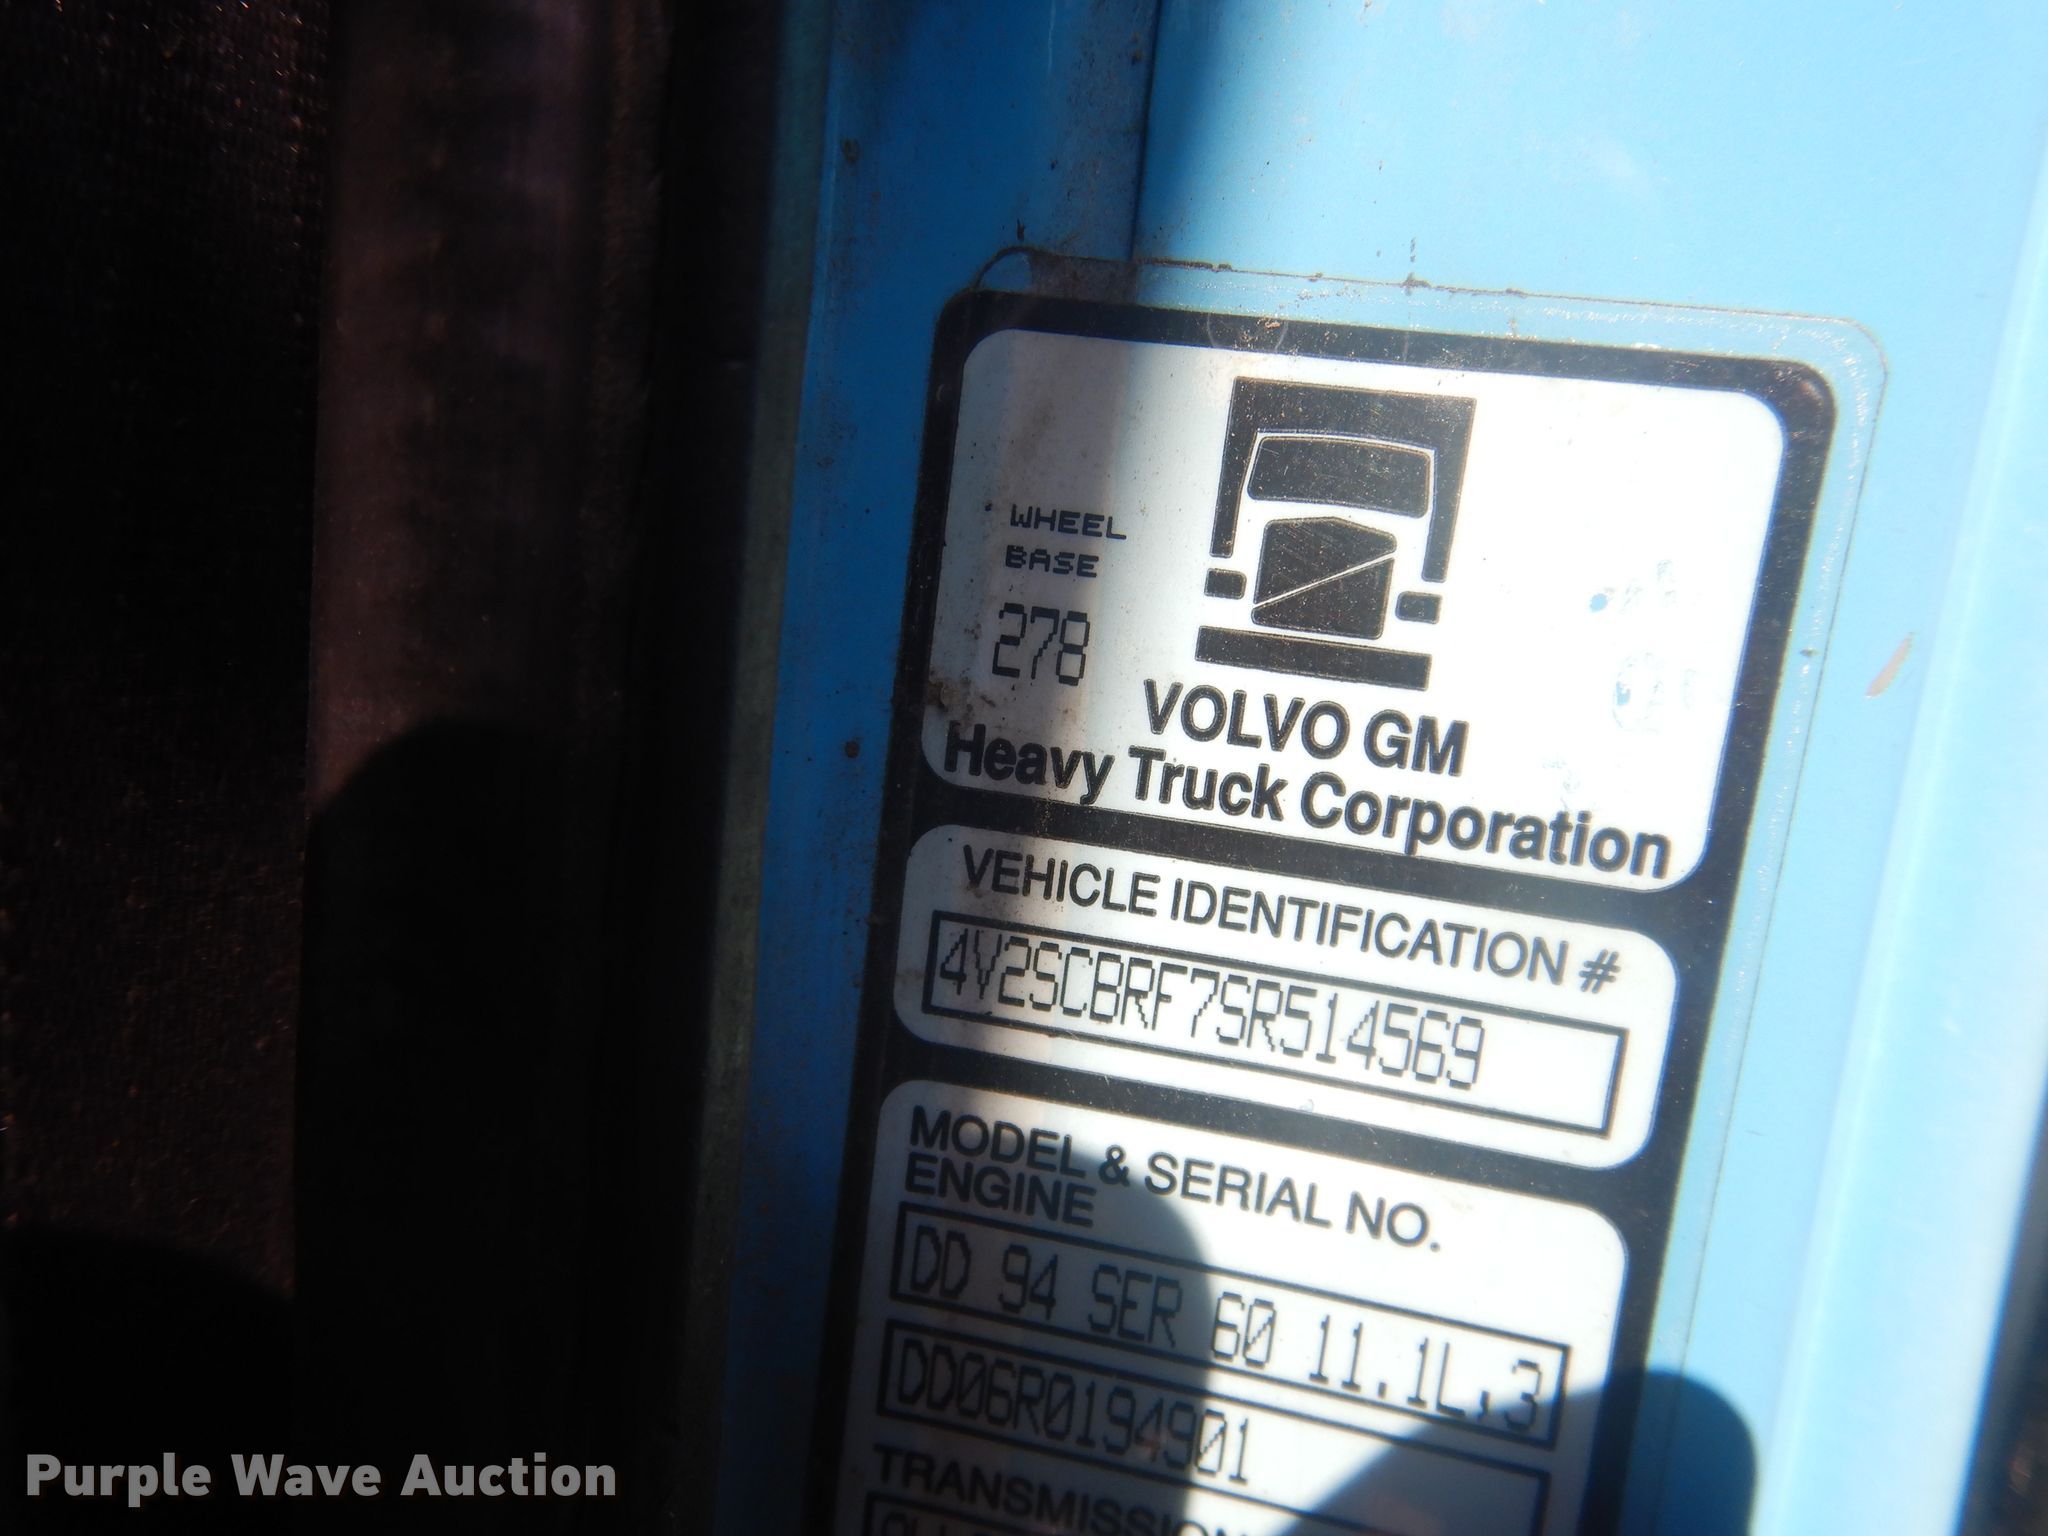 WHEEL
BASE
278
VOLVO GM
Heavy Truck Corporation
VEHICLE IDENTIFICATION #
4V2SCBRF7SR514569
MODEL & SERIAL NO.
ENGINE
DD 94 SER 60 11.1L,3
DD06R0194901
TRANSMISSION
Purple Wave Auction